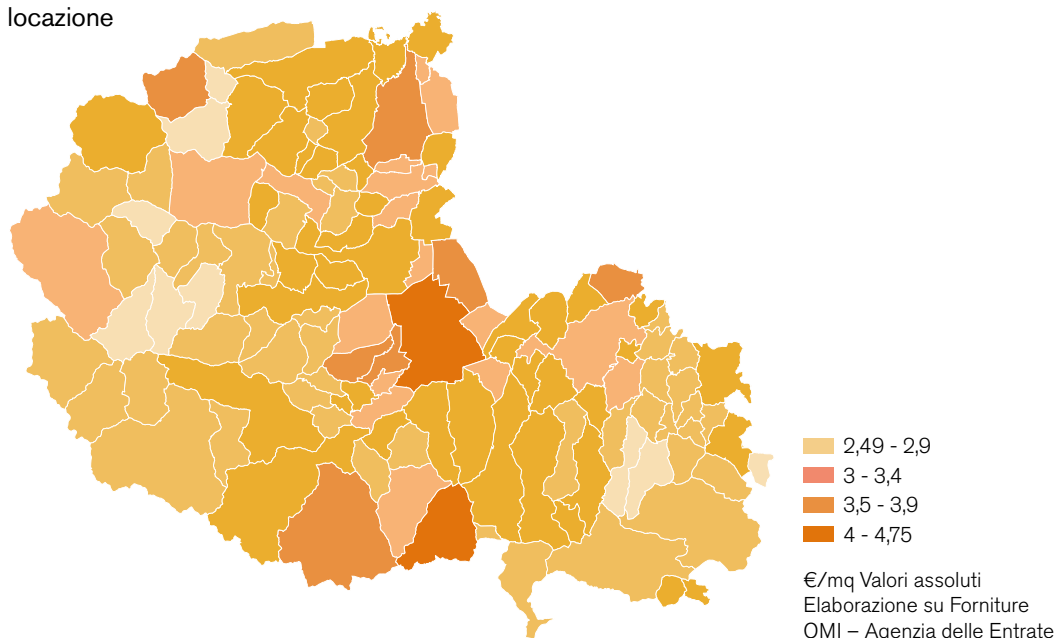 locazione
2,49 - 2,9
3 - 3,4
3,5 - 3,9
4 - 4,75
€/mq Valori assoluti
Elaborazione su Forniture
OMI – Agenzia delle Entrate